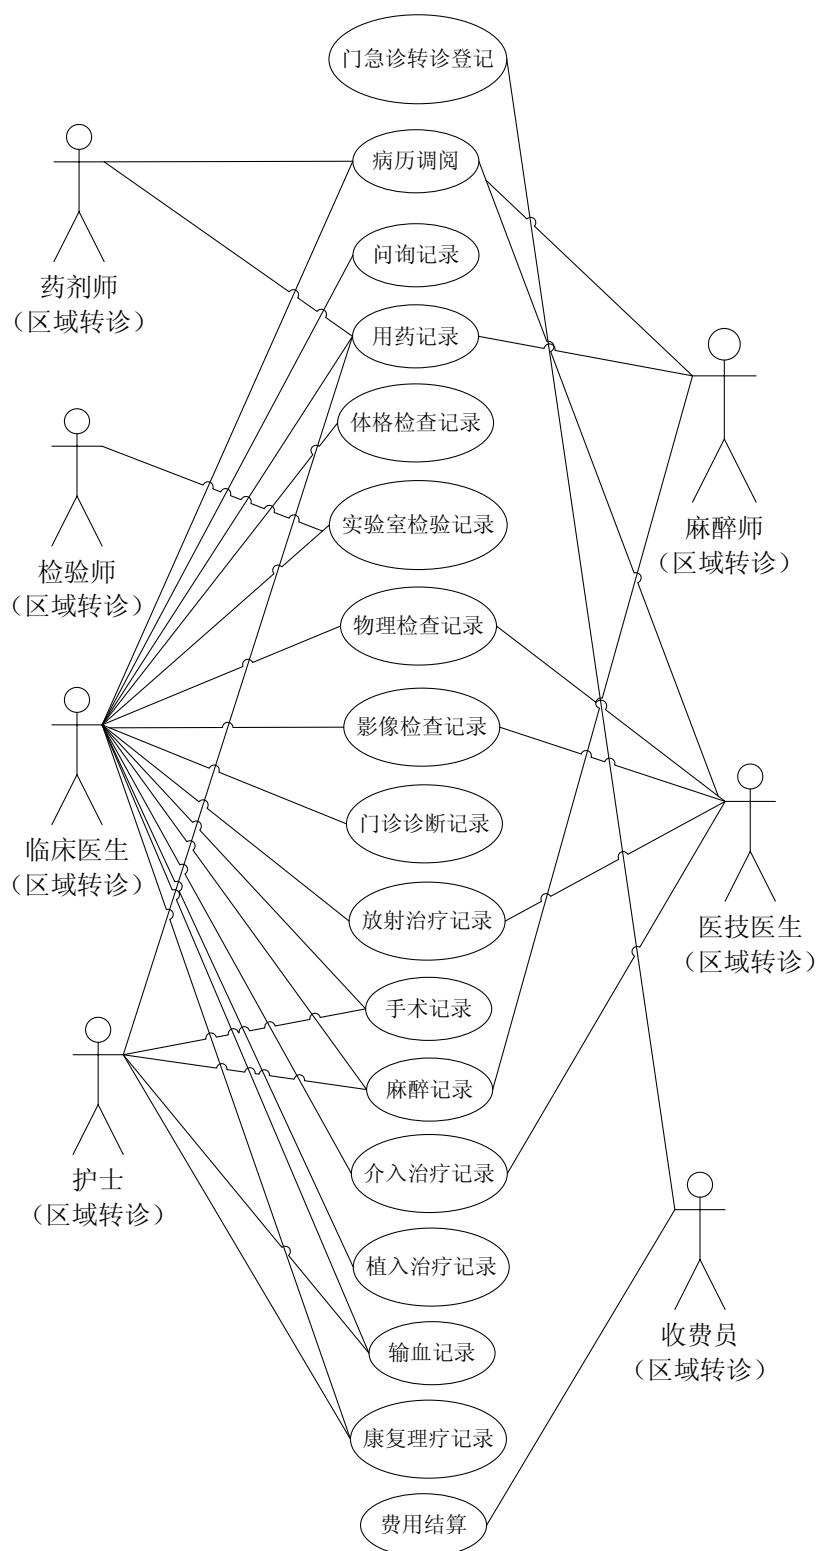 门急诊转诊登记
病历调阅
问询记录
药剂师
（区域转诊）
用药记录
体格检查记录
麻醉师
（区域转诊）
实验室检验记录
检验师
（区域转诊）
物理检查记录
影像检查记录
门诊诊断记录
临床医生
（区域转诊）
放射治疗记录
医技医生
（区域转诊）
手术记录
麻醉记录
介入治疗记录
护士
（区域转诊）
植入治疗记录
输血记录
收费员
（区域转诊）
康复理疗记录
费用结算